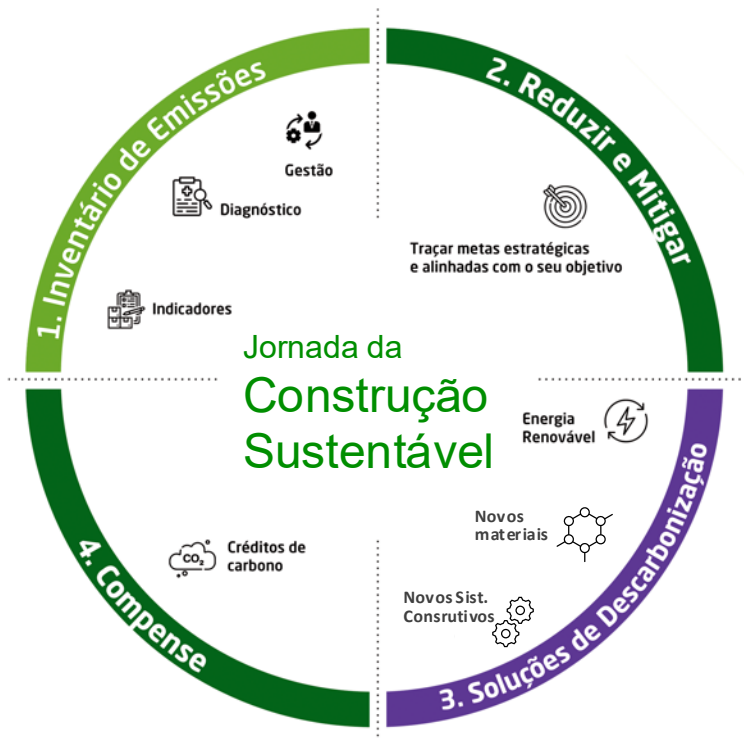 1. Inventário de Emissões
Gestão
Diagnóstico
Indicadores
2. Reduzir e Mitigar
Traçar metas estratégicas
e alinhadas com o seu objetivo
Jornada da
Construção
Sustentável
Energia
Renovável
Novos
materiais
Novos Sist.
Consrutivos
3. Soluções de Descarbonização
4. Compense
CO₂
Créditos de
carbono